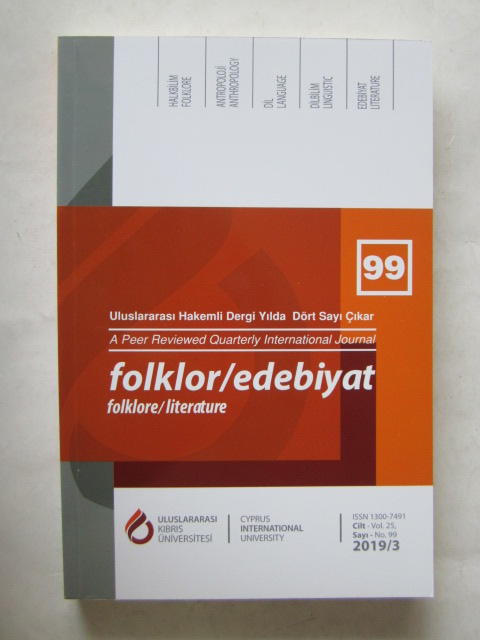 HALKBİLİM
FOLKLORE
ANTROPOLOJİ
ANTHROPOLOGY
DİL
LANGUAGE
DİLBİLİM
LINGUISTIC
EDEBİYAT
LITERATURE
99
Uluslararası Hakemli Dergi Yılda Dört Sayı Çıkar
A Peer Reviewed Quarterly International Journal
folklor/edebiyat
folklore/literature
ULUSLARARASI
KIBRIS
ÜNİVERSİTESİ
CYPRUS
INTERNATIONAL
UNIVERSITY
ISSN 1300-7491
Cilt - Vol. 25,
Sayı - No. 99
2019/3